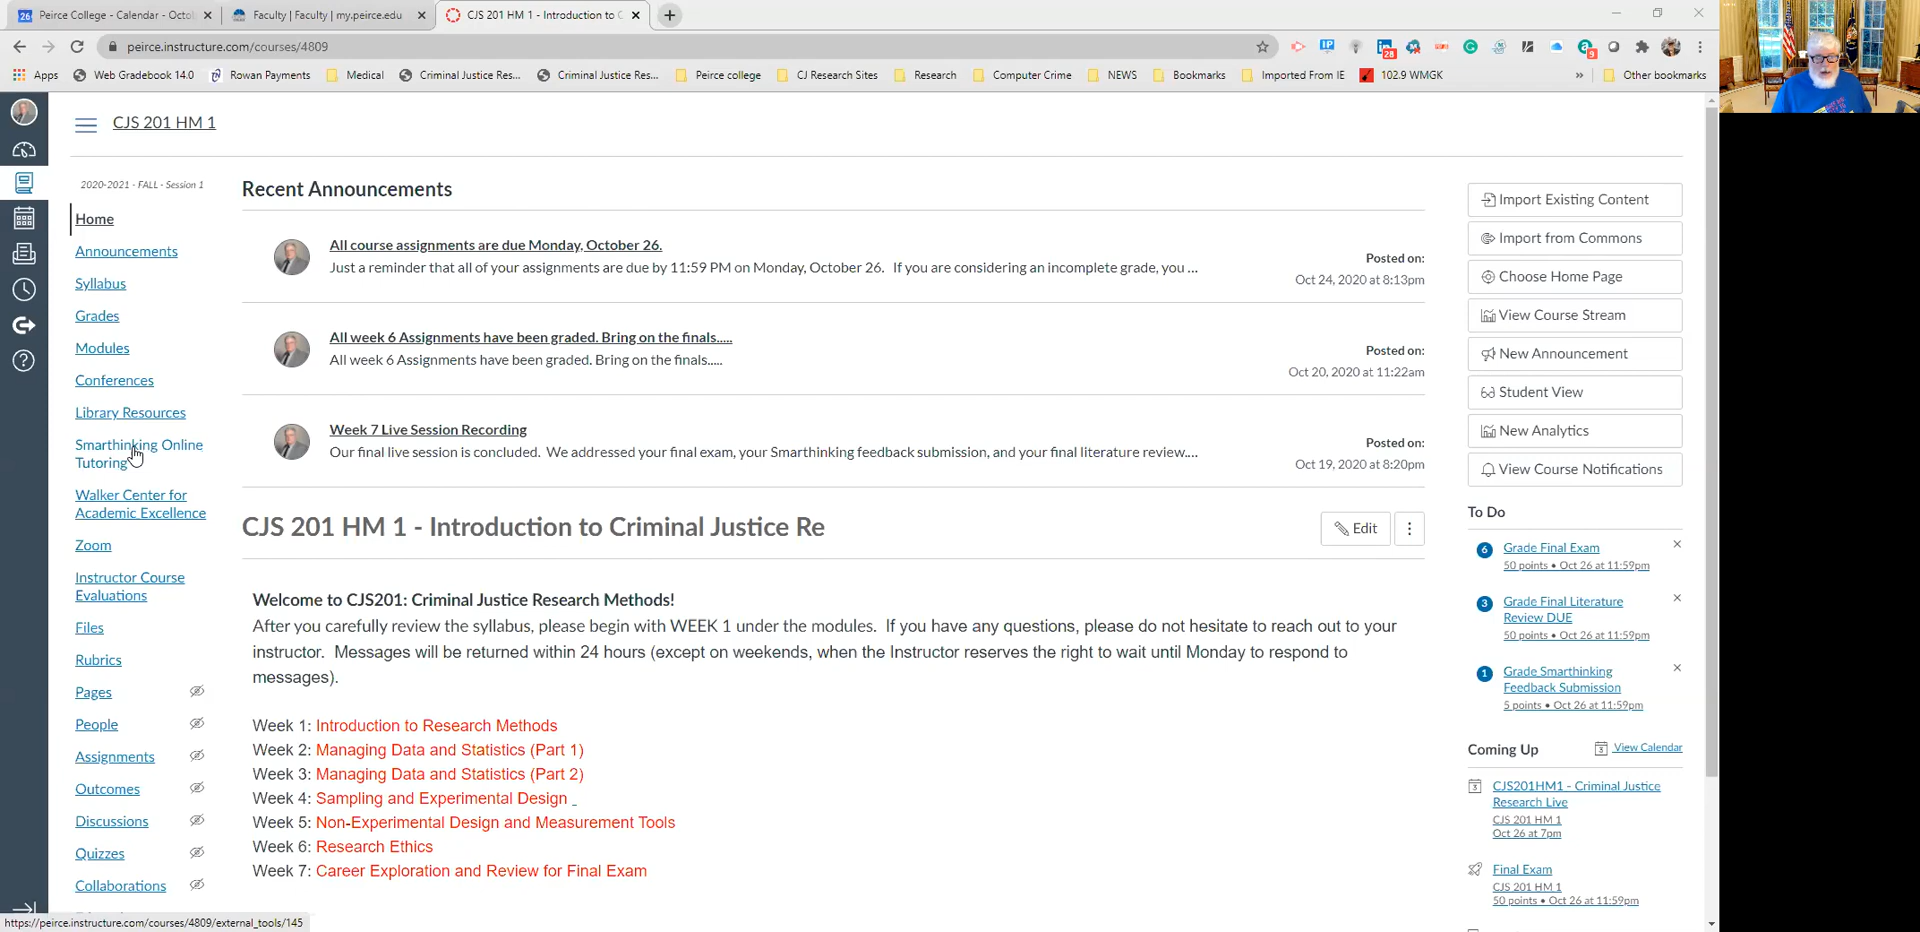 Peirce College - Calendar - Octo
Faculty | Faculty | my.peirce.edu
CJS 201 HM 1 - Introduction to C
peirce.instructure.com/courses/4809
Apps
Web Gradebook 14.0
Rowan Payments
Medical
Criminal Justice Res...
Criminal Justice Res...
Peirce college
CJ Research Sites
Research
Computer Crime
NEWS
Bookmarks
Imported From IE
102.9 WMGK
»
Other bookmarks
CJS 201 HM 1
2020-2021 - FALL - Session 1
Home
Announcements
Syllabus
Grades
Modules
Conferences
Library Resources
Smarthinking Online
Tutoring
Walker Center for
Academic Excellence
Zoom
Instructor Course
Evaluations
Files
Rubrics
Pages
People
Assignments
Outcomes
Discussions
Quizzes
Collaborations
https://peirce.instructure.com/courses/4809/external_tools/145
Recent Announcements
All course assignments are due Monday, October 26.
Just a reminder that all of your assignments are due by 11:59 PM on Monday, October 26. If you are considering an incomplete grade, you ...
Posted on:
Oct 24, 2020 at 8:13pm
All week 6 Assignments have been graded. Bring on the finals.....
All week 6 Assignments have been graded. Bring on the finals.....
Posted on:
Oct 20, 2020 at 11:22am
Week 7 Live Session Recording
Our final live session is concluded. We addressed your final exam, your Smarthinking feedback submission, and your final literature review....
Posted on:
Oct 19, 2020 at 8:20pm
CJS 201 HM 1 - Introduction to Criminal Justice Re
Edit
Welcome to CJS201: Criminal Justice Research Methods!
After you carefully review the syllabus, please begin with WEEK 1 under the modules. If you have any questions, please do not hesitate to reach out to your
instructor. Messages will be returned within 24 hours (except on weekends, when the Instructor reserves the right to wait until Monday to respond to
messages).
Week 1: Introduction to Research Methods
Week 2: Managing Data and Statistics (Part 1)
Week 3: Managing Data and Statistics (Part 2)
Week 4: Sampling and Experimental Design
Week 5: Non-Experimental Design and Measurement Tools
Week 6: Research Ethics
Week 7: Career Exploration and Review for Final Exam
Import Existing Content
Import from Commons
Choose Home Page
View Course Stream
New Announcement
Student View
New Analytics
View Course Notifications
To Do
6 Grade Final Exam
50 points • Oct 26 at 11:59pm
3 Grade Final Literature
Review DUE
50 points • Oct 26 at 11:59pm
1 Grade Smarthinking
Feedback Submission
5 points • Oct 26 at 11:59pm
Coming Up
View Calendar
CJS201HM1 - Criminal Justice
Research Live
CJS 201 HM 1
Oct 26 at 7pm
Final Exam
CJS 201 HM 1
50 points • Oct 26 at 11:59pm